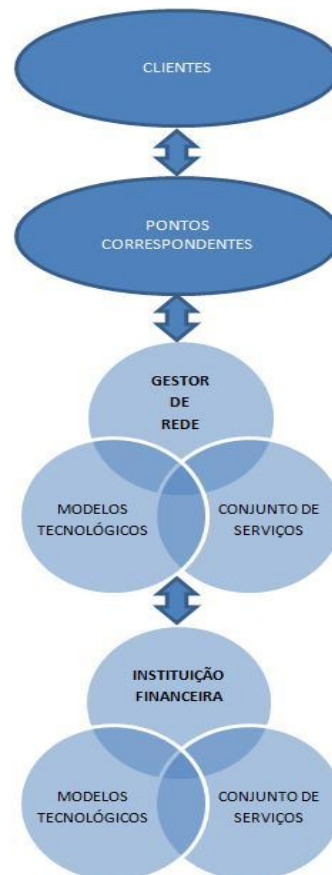 CLIENTES
PONTOS
CORRESPONDENTES
GESTOR
DE
REDE
MODELOS
TECNOLÓGICOS
CONJUNTO DE
SERVIÇOS
INSTITUIÇÃO
FINANCEIRA
MODELOS
TECNOLÓGICOS
CONJUNTO DE
SERVIÇOS